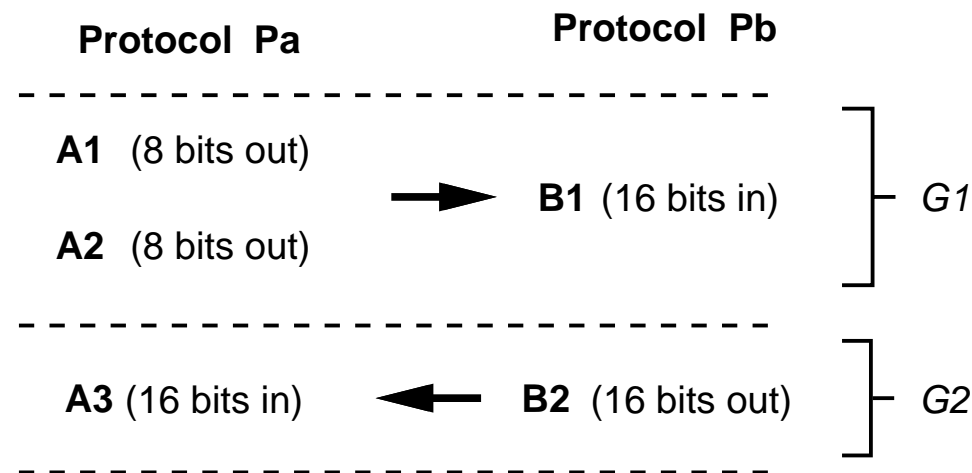 Protocol Pa
Protocol Pb
A1 (8 bits out)
B1 (16 bits in)
G1
A2 (8 bits out)
A3 (16 bits in)
B2 (16 bits out)
G2